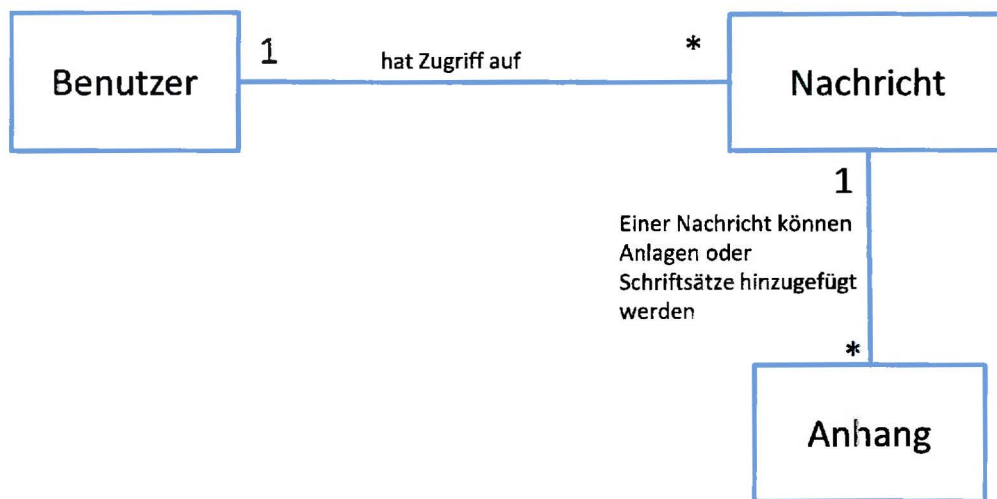 Benutzer
1
hat Zugriff auf
*
Nachricht
1
Einer Nachricht können
Anlagen oder
Schriftsätze hinzugefügt
werden
*
Anhang